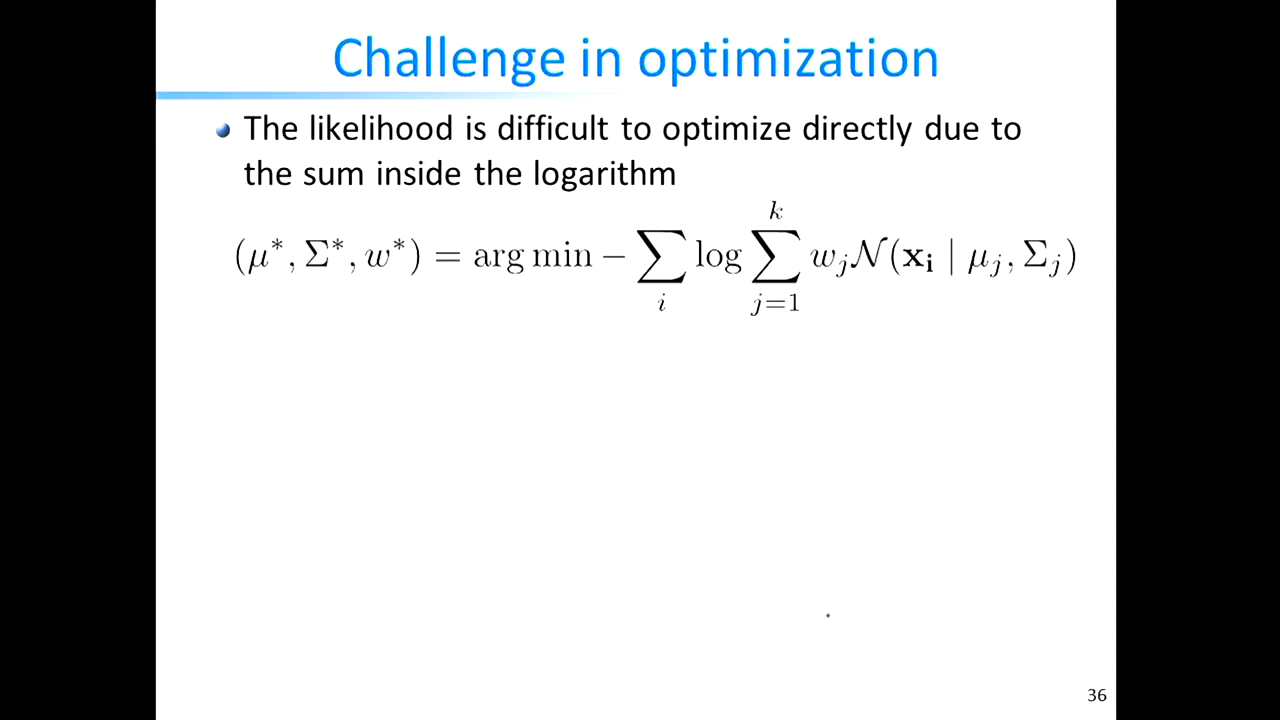 Challenge in optimization
The likelihood is difficult to optimize directly due to
the sum inside the logarithm
(μ*, Σ*, w*) = arg min − ∑_i log ∑_{j=1}^{k} w_j 𝒩(x_i | μ_j, Σ_j)
36